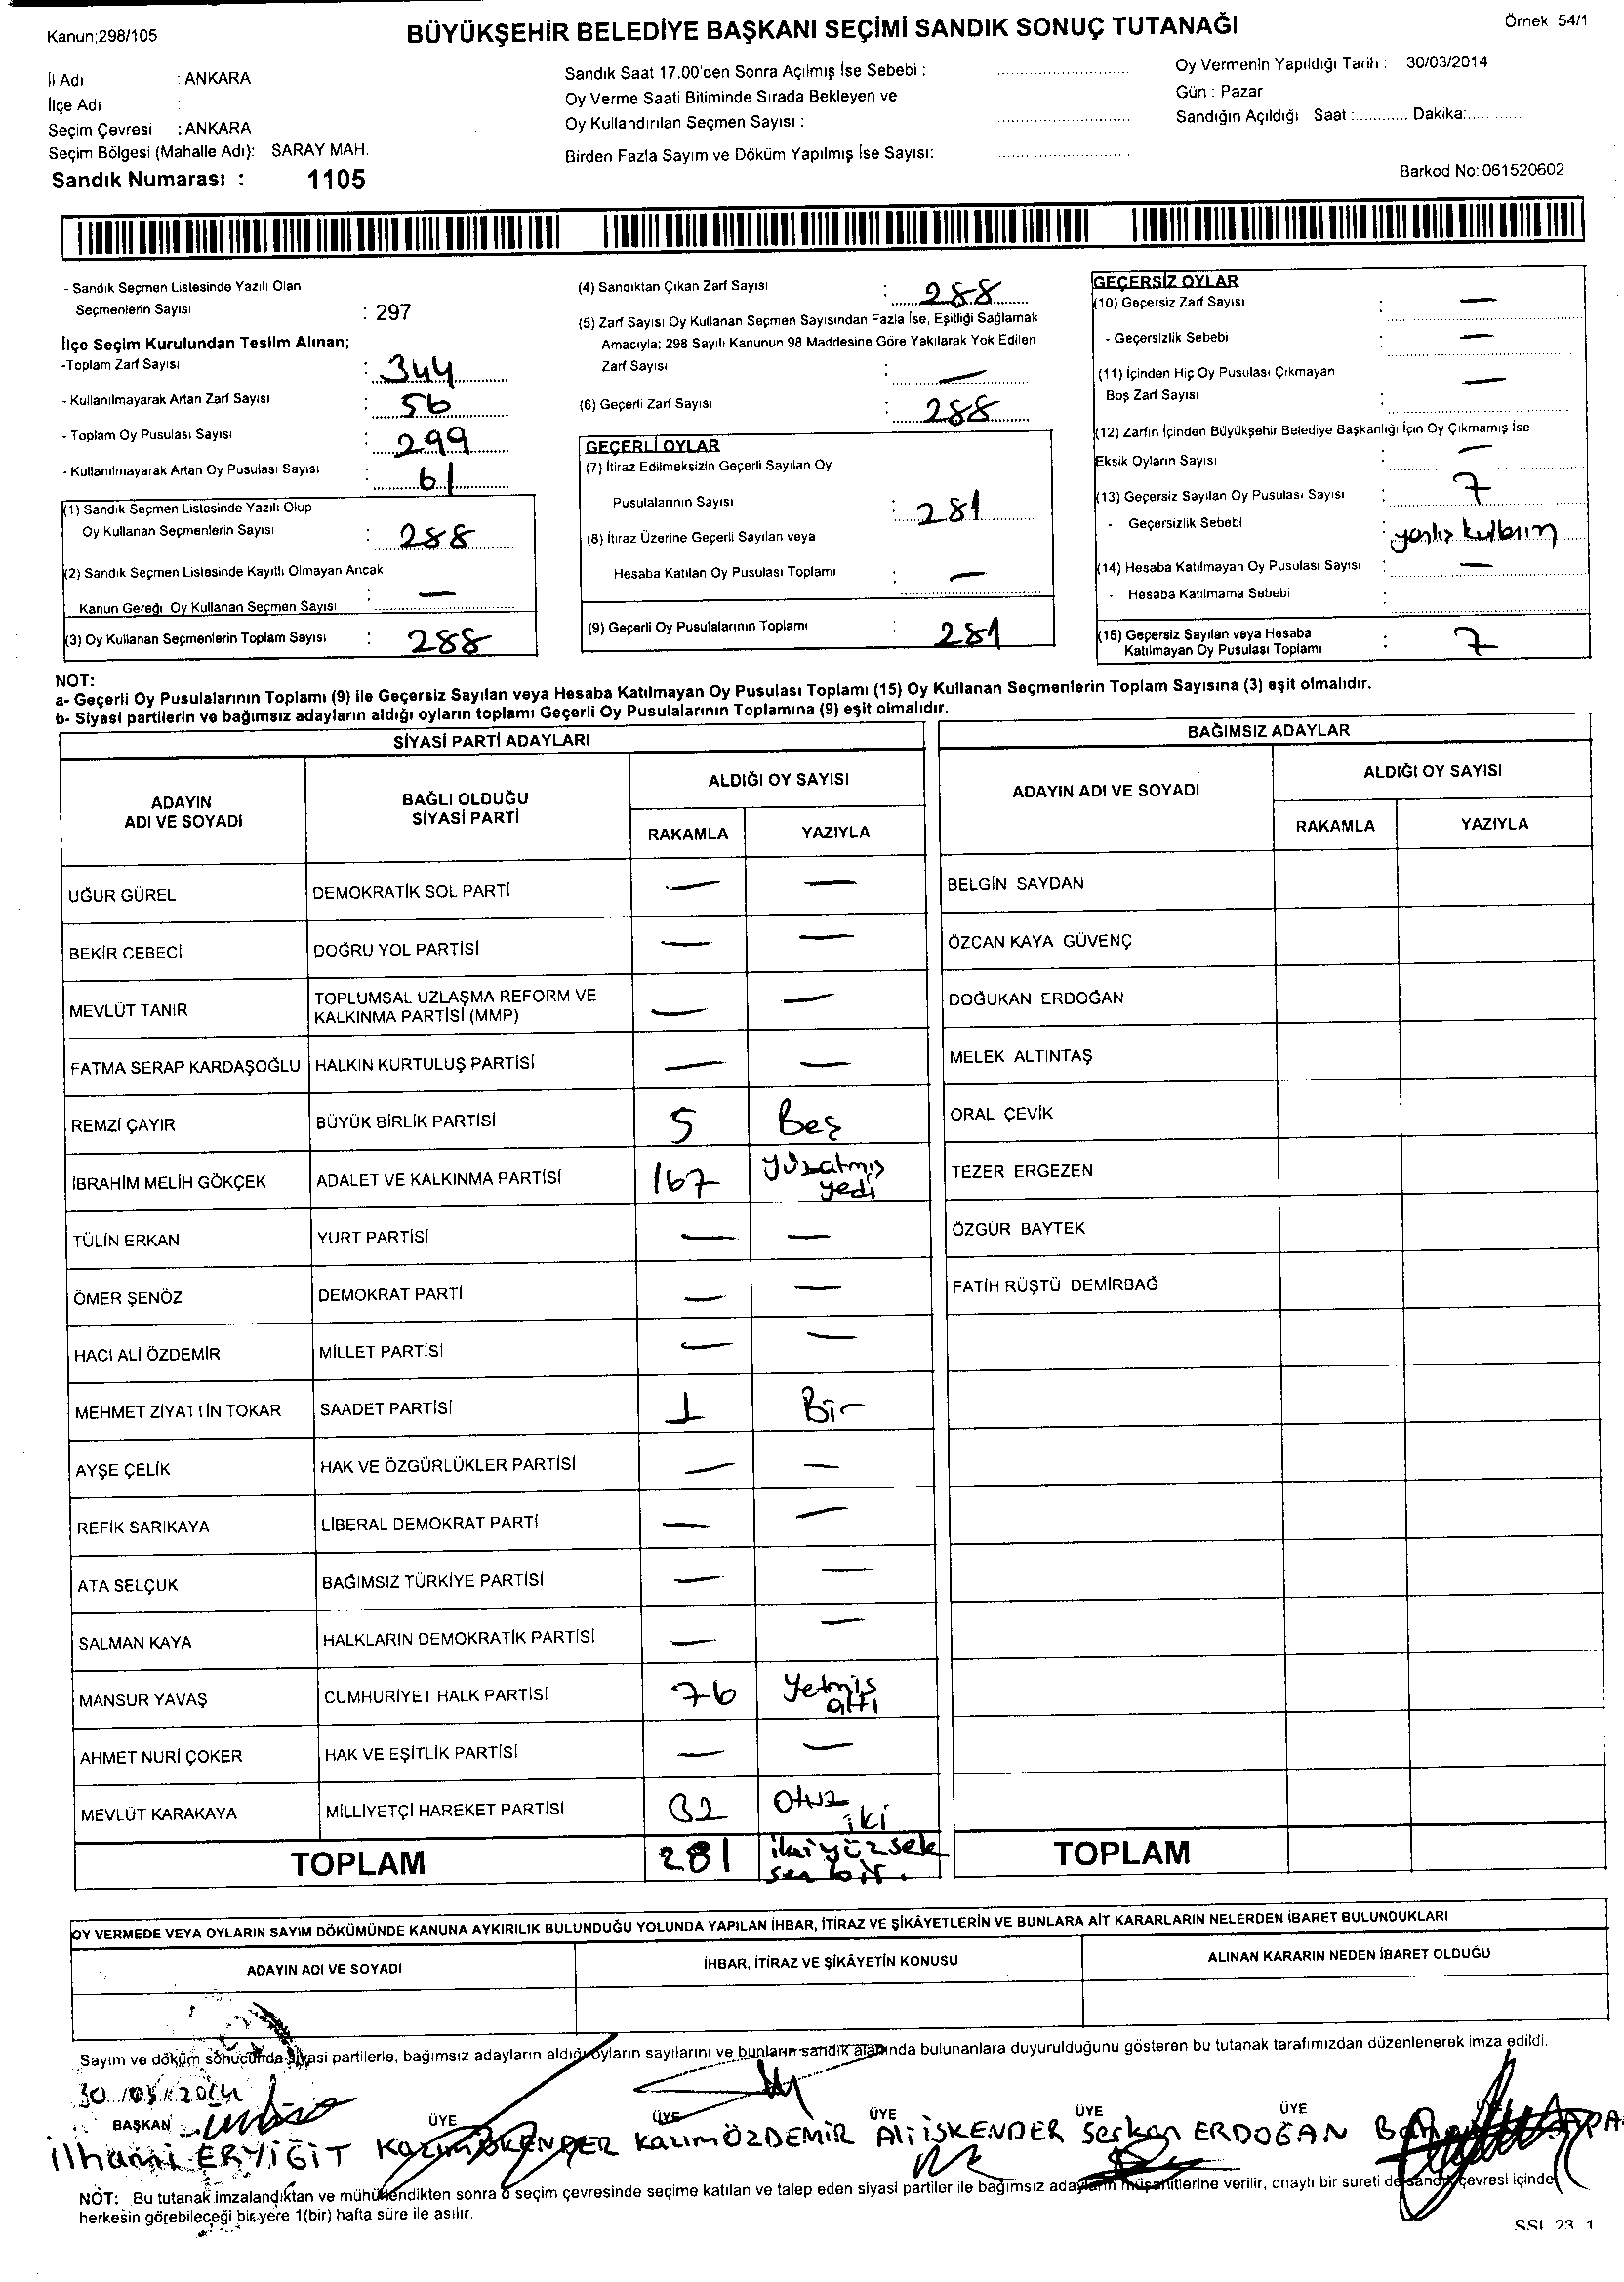 Kanun;298/105
BÜYÜKŞEHİR BELEDİYE BAŞKANI SEÇİMİ SANDIK SONUÇ TUTANAĞI
Örnek 54/1
İl Adı : ANKARA
İlçe Adı :
Seçim Çevresi : ANKARA
Seçim Bölgesi (Mahalle Adı): SARAY MAH.
Sandık Numarası : 1105
Sandık Saat 17.00'den Sonra Açılmış İse Sebebi :
Oy Verme Saati Bitiminde Sırada Bekleyen ve
Oy Kullandırılan Seçmen Sayısı :
Birden Fazla Sayım ve Döküm Yapılmış İse Sayısı:
Oy Vermenin Yapıldığı Tarih : 30/03/2014
Gün : Pazar
Sandığın Açıldığı Saat :............ Dakika:............
Barkod No: 061520602
- Sandık Seçmen Listesinde Yazılı Olan
Seçmenlerin Sayısı : 297
İlçe Seçim Kurulundan Teslim Alınan;
-Toplam Zarf Sayısı : 344
- Kullanılmayarak Artan Zarf Sayısı : 56
- Toplam Oy Pusulası Sayısı : 299
- Kullanılmayarak Artan Oy Pusulası Sayısı : 61
(1) Sandık Seçmen Listesinde Yazılı Olup
Oy Kullanan Seçmenlerin Sayısı : 288
(2) Sandık Seçmen Listesinde Kayıtlı Olmayan Ancak
Kanun Gereği Oy Kullanan Seçmen Sayısı : —
(3) Oy Kullanan Seçmenlerin Toplam Sayısı : 288
(4) Sandıktan Çıkan Zarf Sayısı : 288
(5) Zarf Sayısı Oy Kullanan Seçmen Sayısından Fazla İse, Eşitliği Sağlamak
Amacıyla; 298 Sayılı Kanunun 98.Maddesine Göre Yakılarak Yok Edilen
Zarf Sayısı : —
(6) Geçerli Zarf Sayısı : 288
GEÇERLİ OYLAR
(7) İtiraz Edilmeksizin Geçerli Sayılan Oy
Pusulalarının Sayısı : 281
(8) İtiraz Üzerine Geçerli Sayılan veya
Hesaba Katılan Oy Pusulası Toplamı : —
(9) Geçerli Oy Pusulalarının Toplamı : 281
GEÇERSİZ OYLAR
(10) Geçersiz Zarf Sayısı : —
- Geçersizlik Sebebi : —
(11) İçinden Hiç Oy Pusulası Çıkmayan
Boş Zarf Sayısı : —
(12) Zarfın İçinden Büyükşehir Belediye Başkanlığı İçin Oy Çıkmamış İse
Eksik Oyların Sayısı : —
(13) Geçersiz Sayılan Oy Pusulası Sayısı : 7
- Geçersizlik Sebebi :
(14) Hesaba Katılmayan Oy Pusulası Sayısı : —
- Hesaba Katılmama Sebebi :
(15) Geçersiz Sayılan veya Hesaba
Katılmayan Oy Pusulası Toplamı : 7
NOT:
a- Geçerli Oy Pusulalarının Toplamı (9) ile Geçersiz Sayılan veya Hesaba Katılmayan Oy Pusulası Toplamı (15) Oy Kullanan Seçmenlerin Toplam Sayısına (3) eşit olmalıdır.
b- Siyasi partilerin ve bağımsız adayların aldığı oyların toplamı Geçerli Oy Pusulalarının Toplamına (9) eşit olmalıdır.
SİYASİ PARTİ ADAYLARI
ADAYIN ADI VE SOYADI
BAĞLI OLDUĞU SİYASİ PARTİ
ALDIĞI OY SAYISI
RAKAMLA YAZIYLA
UĞUR GÜREL DEMOKRATİK SOL PARTİ — —
BEKİR CEBECİ DOĞRU YOL PARTİSİ — —
MEVLÜT TANIR TOPLUMSAL UZLAŞMA REFORM VE KALKINMA PARTİSİ (MMP) — —
FATMA SERAP KARDAŞOĞLU HALKIN KURTULUŞ PARTİSİ — —
REMZİ ÇAYIR BÜYÜK BİRLİK PARTİSİ 5 Beş
İBRAHİM MELİH GÖKÇEK ADALET VE KALKINMA PARTİSİ 167 yüzatmış yedi
TÜLİN ERKAN YURT PARTİSİ — —
ÖMER ŞENÖZ DEMOKRAT PARTİ — —
HACI ALİ ÖZDEMİR MİLLET PARTİSİ — —
MEHMET ZİYATTİN TOKAR SAADET PARTİSİ 1 Bir
AYŞE ÇELİK HAK VE ÖZGÜRLÜKLER PARTİSİ — —
REFİK SARIKAYA LİBERAL DEMOKRAT PARTİ — —
ATA SELÇUK BAĞIMSIZ TÜRKİYE PARTİSİ — —
SALMAN KAYA HALKLARIN DEMOKRATİK PARTİSİ — —
MANSUR YAVAŞ CUMHURİYET HALK PARTİSİ 76 Yetmiş altı
AHMET NURİ ÇOKER HAK VE EŞİTLİK PARTİSİ — —
MEVLÜT KARAKAYA MİLLİYETÇİ HAREKET PARTİSİ 32 Otuz iki
TOPLAM 281 ikiyüzsek sen bir.
BAĞIMSIZ ADAYLAR
ADAYIN ADI VE SOYADI
ALDIĞI OY SAYISI
RAKAMLA YAZIYLA
BELGİN SAYDAN
ÖZCAN KAYA GÜVENÇ
DOĞUKAN ERDOĞAN
MELEK ALTINTAŞ
ORAL ÇEVİK
TEZER ERGEZEN
ÖZGÜR BAYTEK
FATİH RÜŞTÜ DEMİRBAĞ
TOPLAM
OY VERMEDE VEYA OYLARIN SAYIM DÖKÜMÜNDE KANUNA AYKIRILIK BULUNDUĞU YOLUNDA YAPILAN İHBAR, İTİRAZ VE ŞİKÂYETLERİN VE BUNLARA AİT KARARLARIN NELERDEN İBARET BULUNDUKLARI
ADAYIN ADI VE SOYADI İHBAR, İTİRAZ VE ŞİKÂYETİN KONUSU ALINAN KARARIN NEDEN İBARET OLDUĞU
Sayım ve döküm sonucunda siyasi partilerle, bağımsız adayların aldığı oyların sayılarını ve bunların sandık alanında bulunanlara duyurulduğunu gösteren bu tutanak tarafımızdan düzenlenerek imza edildi.
30/03/2014
BAŞKAN ÜYE ÜYE ÜYE ÜYE ÜYE
İlhami ERYİĞİT Kazım İSKENDER Kazım ÖZDEMİR Ali İSKENDER Serkan ERDOĞAN
NOT: Bu tutanak imzalandıktan ve mühürlendikten sonra o seçim çevresinde seçime katılan ve talep eden siyasi partiler ile bağımsız adayların müşahitlerine verilir, onaylı bir sureti de sandık çevresi içinde
herkesin görebileceği bir yere 1(bir) hafta süre ile asılır.